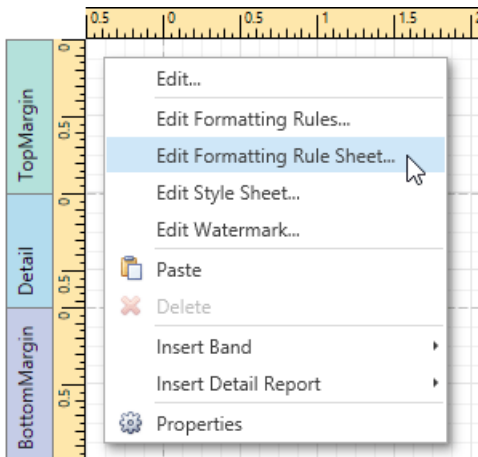 0.5 0 0.5 1 1.5 2
TopMargin
0
0.5
Detail
0
0.5
BottomMargin
0
0.5
Edit...
Edit Formatting Rules...
Edit Formatting Rule Sheet...
Edit Style Sheet...
Edit Watermark...
Paste
Delete
Insert Band
Insert Detail Report
Properties